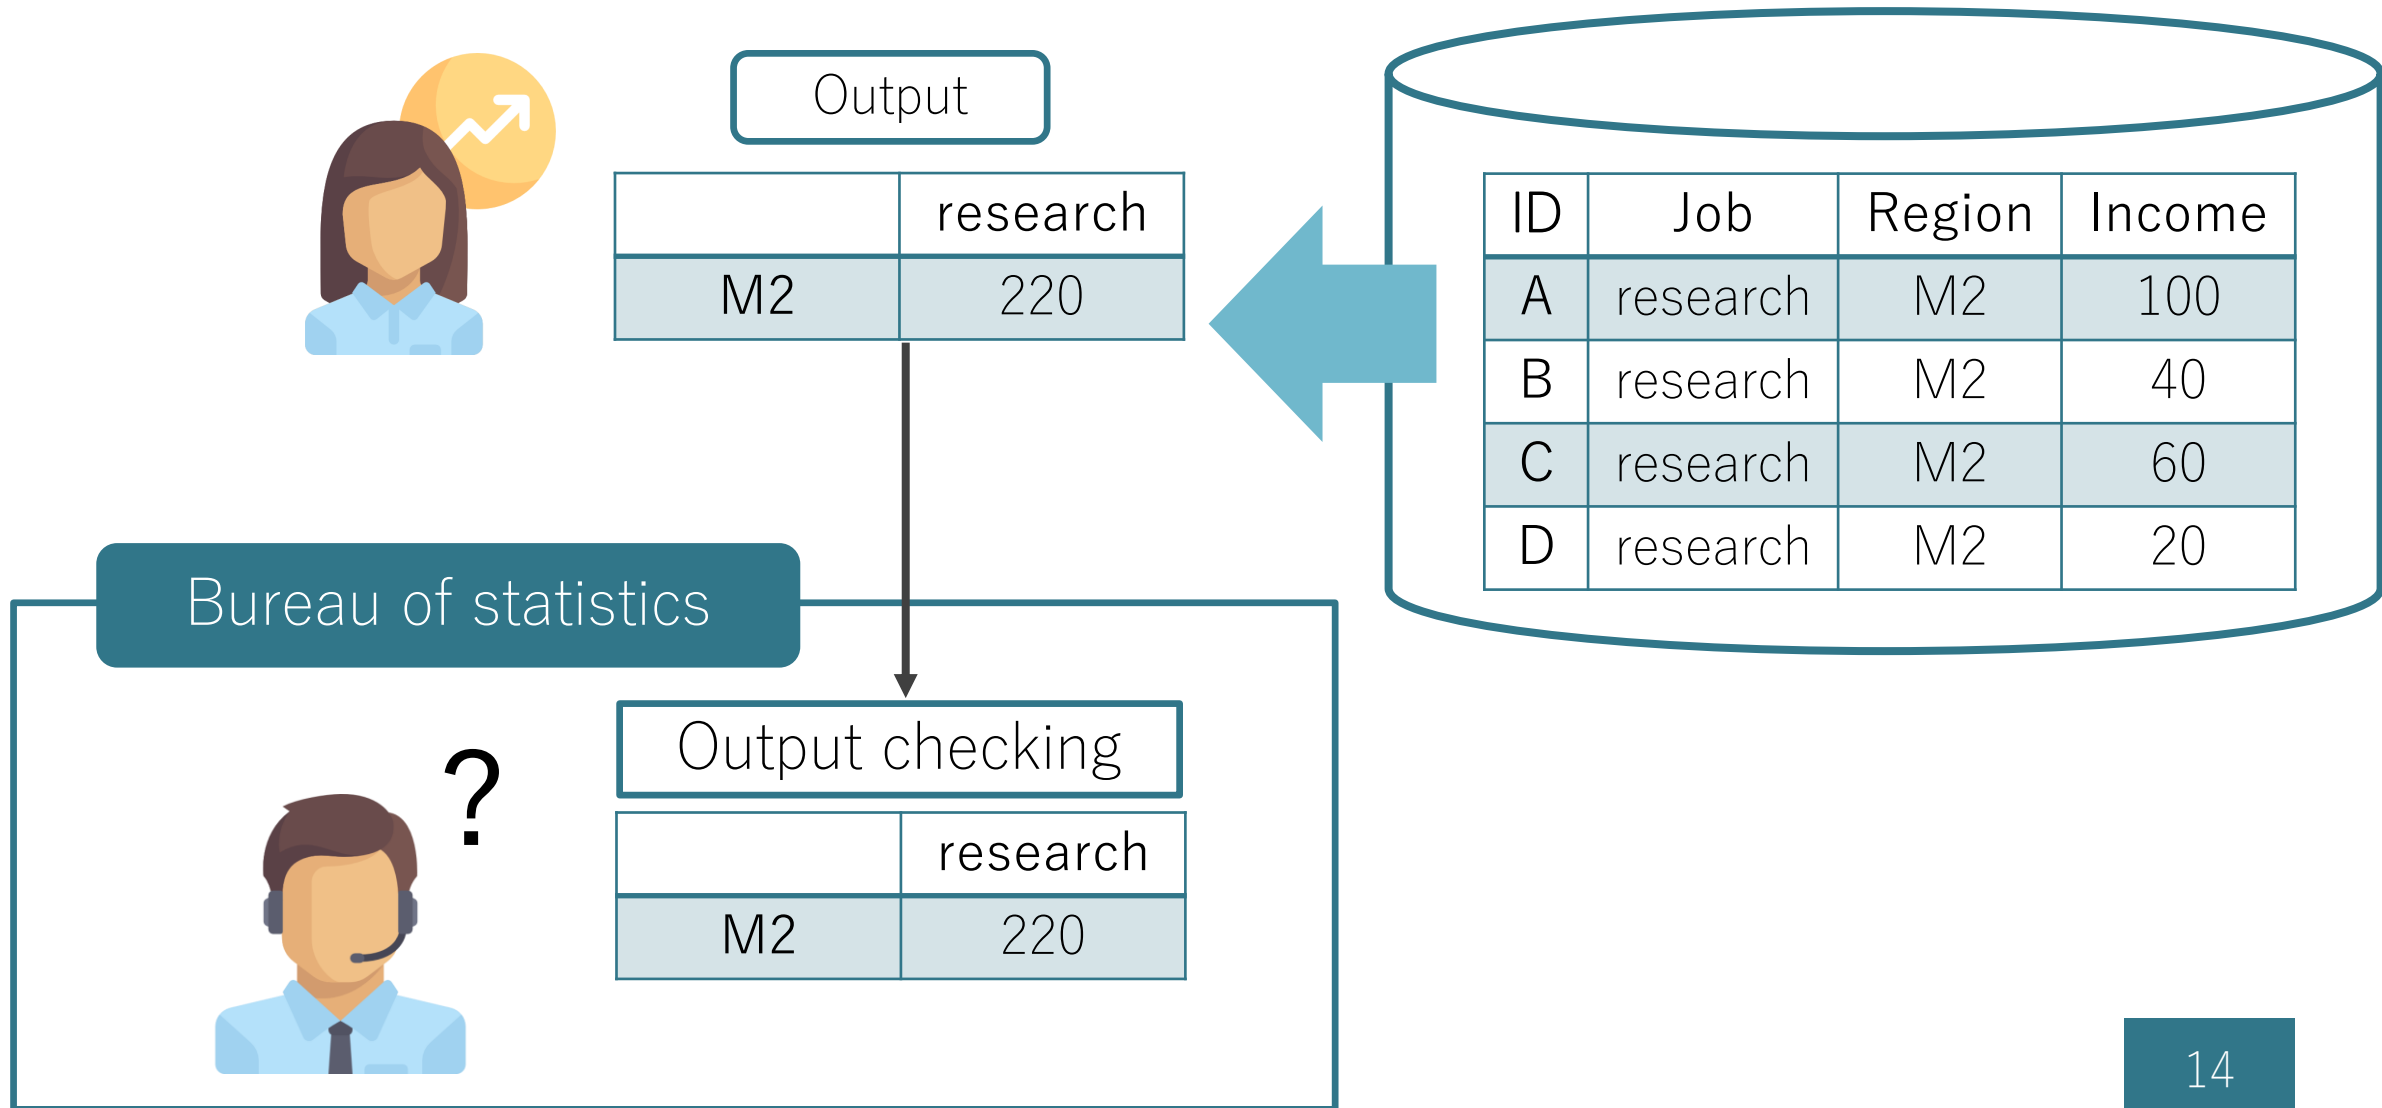 Output
research
M2 220
ID Job Region Income
A research M2 100
B research M2 40
C research M2 60
D research M2 20
Bureau of statistics
?
Output checking
research
M2 220
14